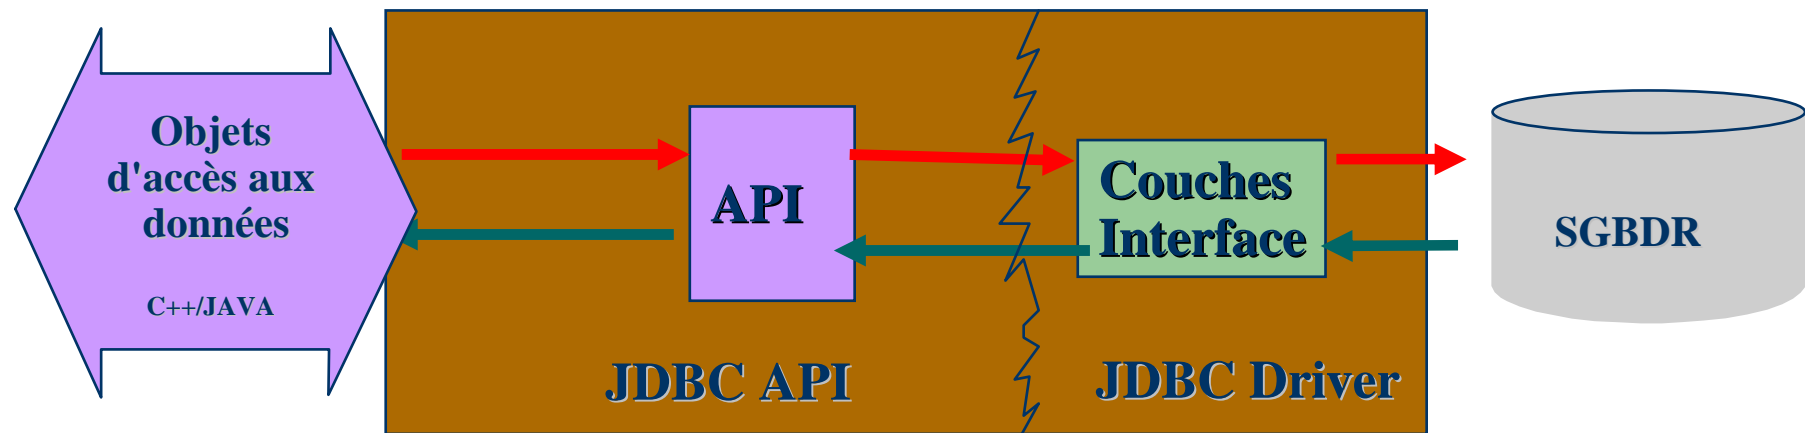 Objets
d'accès aux
données
C++/JAVA
API
Couches
Interface
SGBDR
JDBC API
JDBC Driver